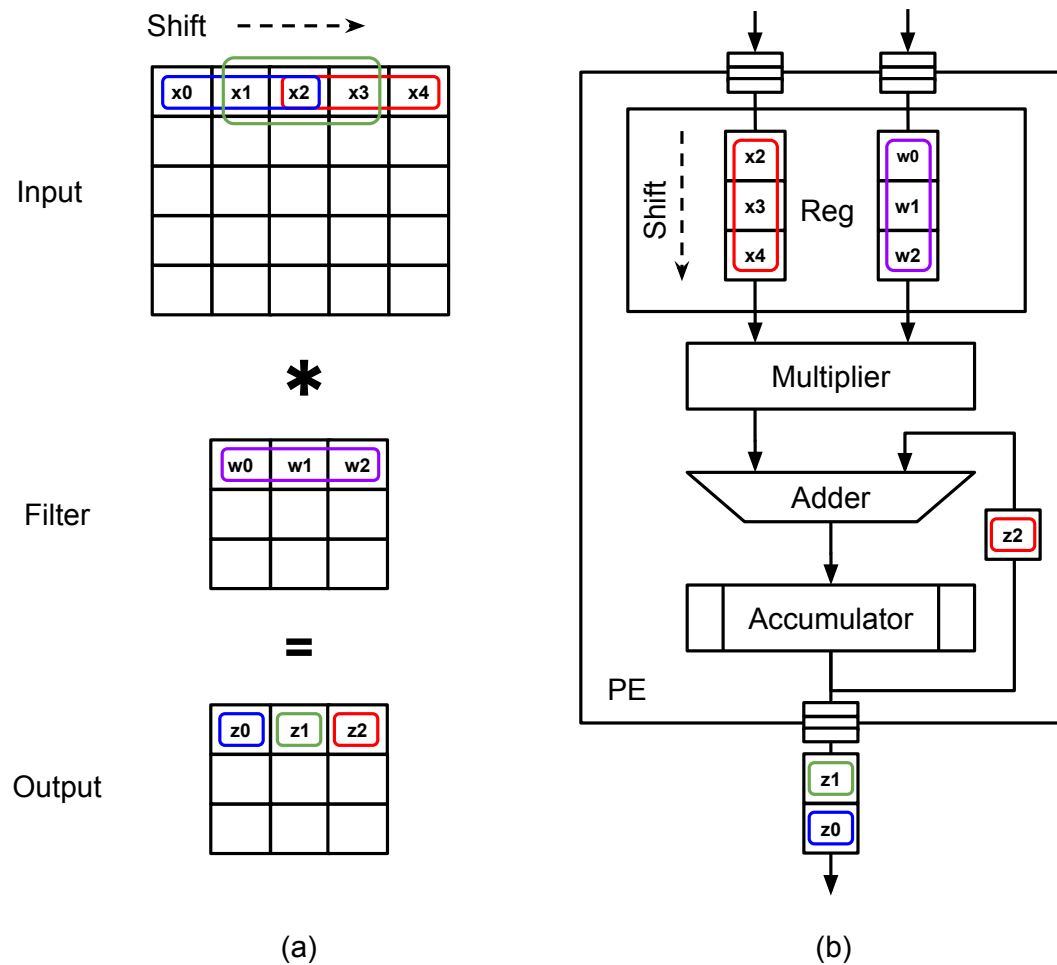 Shift
x0 x1 x2 x3 x4
Input
*
w0 w1 w2
Filter
=
z0 z1 z2
Output
(a)
Shift
x2
x3
x4
Reg
w0
w1
w2
Multiplier
Adder
z2
Accumulator
PE
z1
z0
(b)